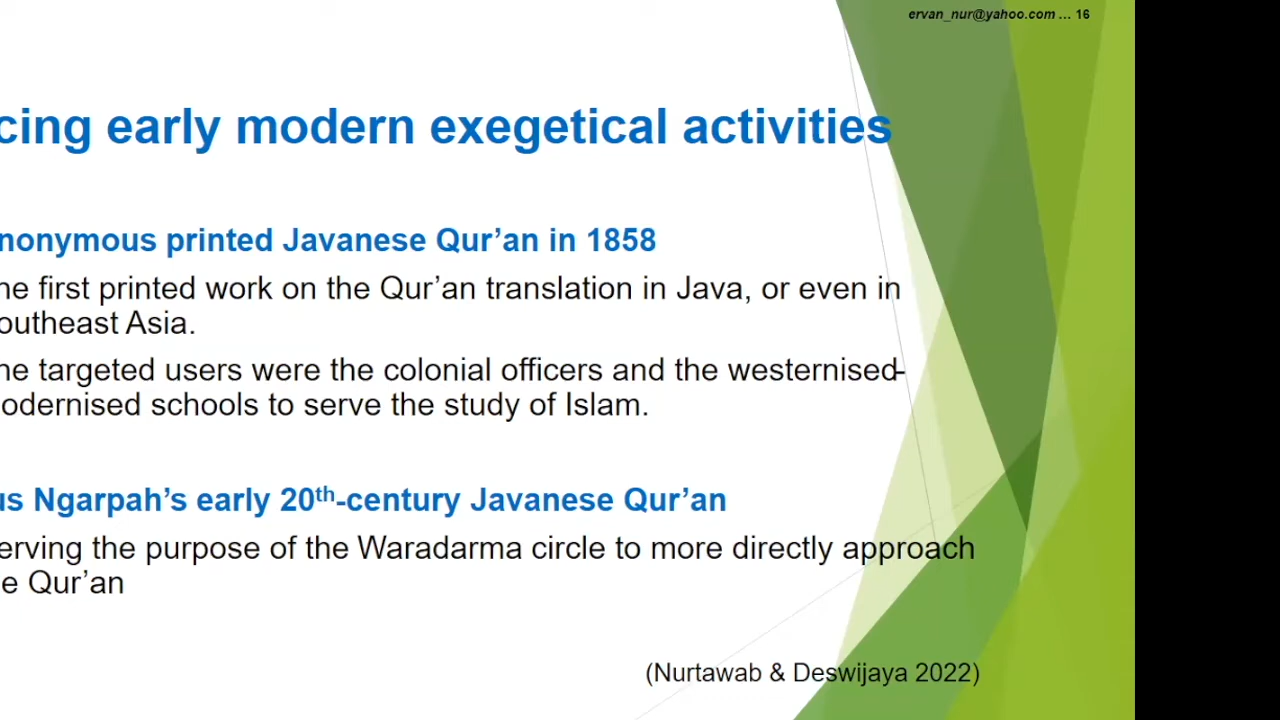 ervan_nur@yahoo.com ... 16
cing early modern exegetical activities
nonymous printed Javanese Qur’an in 1858
he first printed work on the Qur’an translation in Java, or even in
outheast Asia.
he targeted users were the colonial officers and the westernised-
odernised schools to serve the study of Islam.
us Ngarpah’s early 20th-century Javanese Qur’an
erving the purpose of the Waradarma circle to more directly approach
e Qur’an
(Nurtawab & Deswijaya 2022)